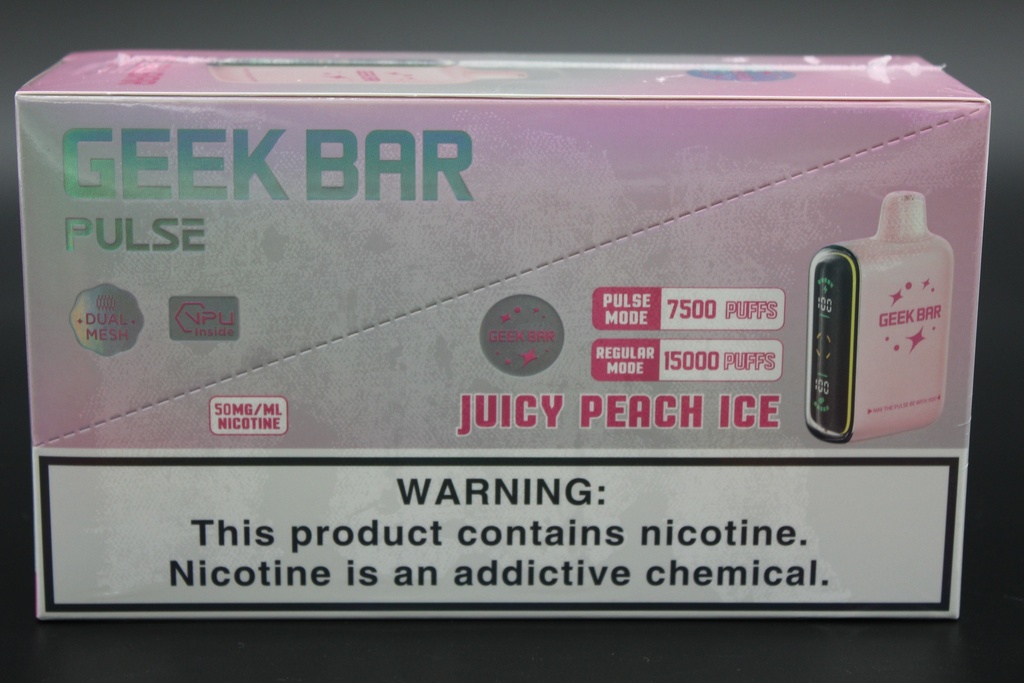 GEEK BAR
PULSE
DUAL
MESH
VPU
inside
GEEK BAR
PULSE
MODE
7500 PUFFS
REGULAR
MODE
15000 PUFFS
GEEK BAR
50MG/ML
NICOTINE
JUICY PEACH ICE
WARNING:
This product contains nicotine.
Nicotine is an addictive chemical.